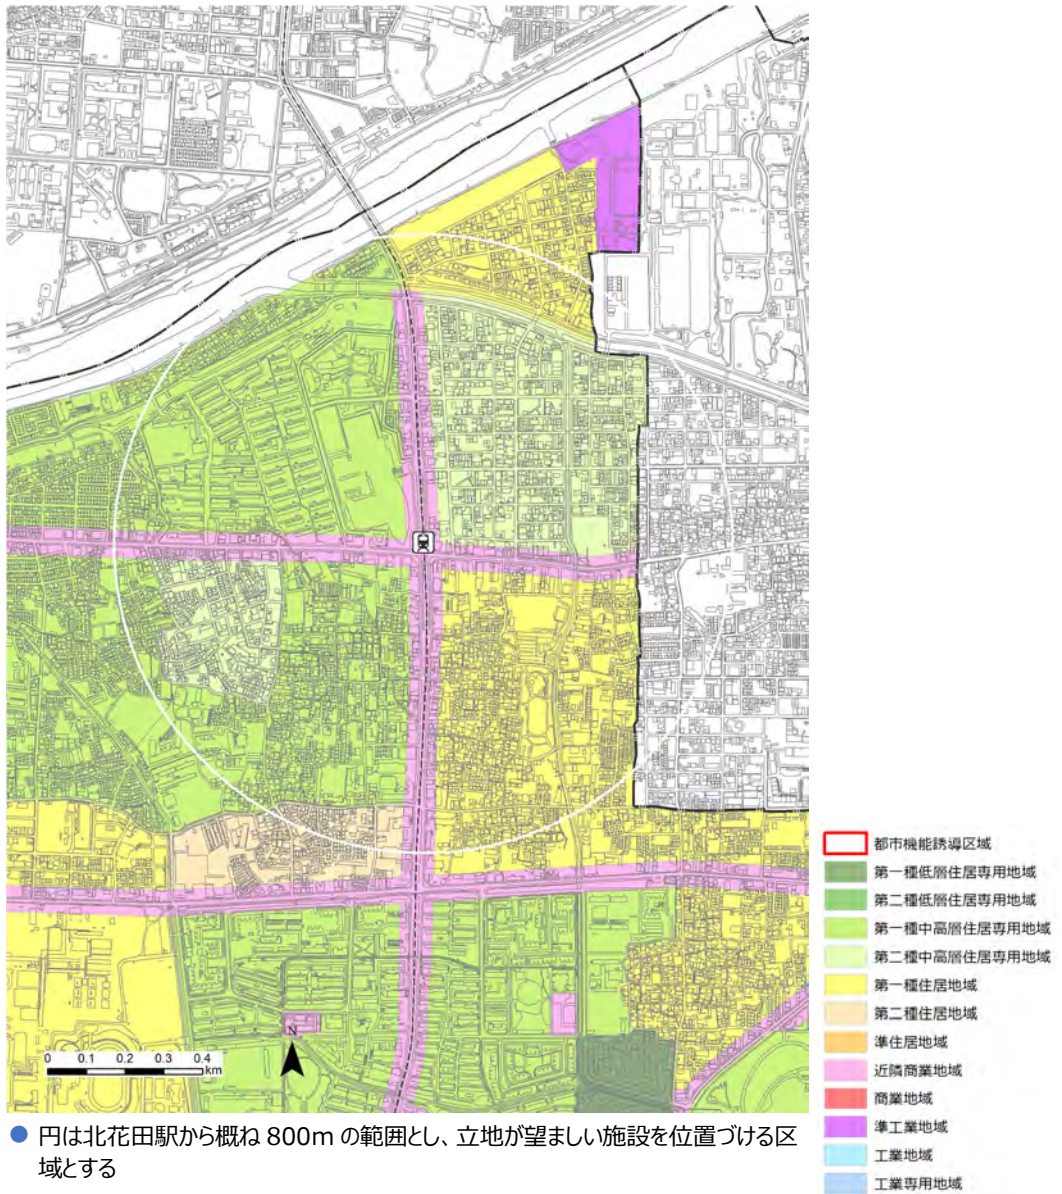 N
0 0.1 0.2 0.3 0.4
km
都市機能誘導区域
第一種低層住居専用地域
第二種低層住居専用地域
第一種中高層住居専用地域
第二種中高層住居専用地域
第一種住居地域
第二種住居地域
準住居地域
近隣商業地域
商業地域
準工業地域
工業地域
工業専用地域
● 円は北花田駅から概ね 800m の範囲とし、立地が望ましい施設を位置づける区
域とする